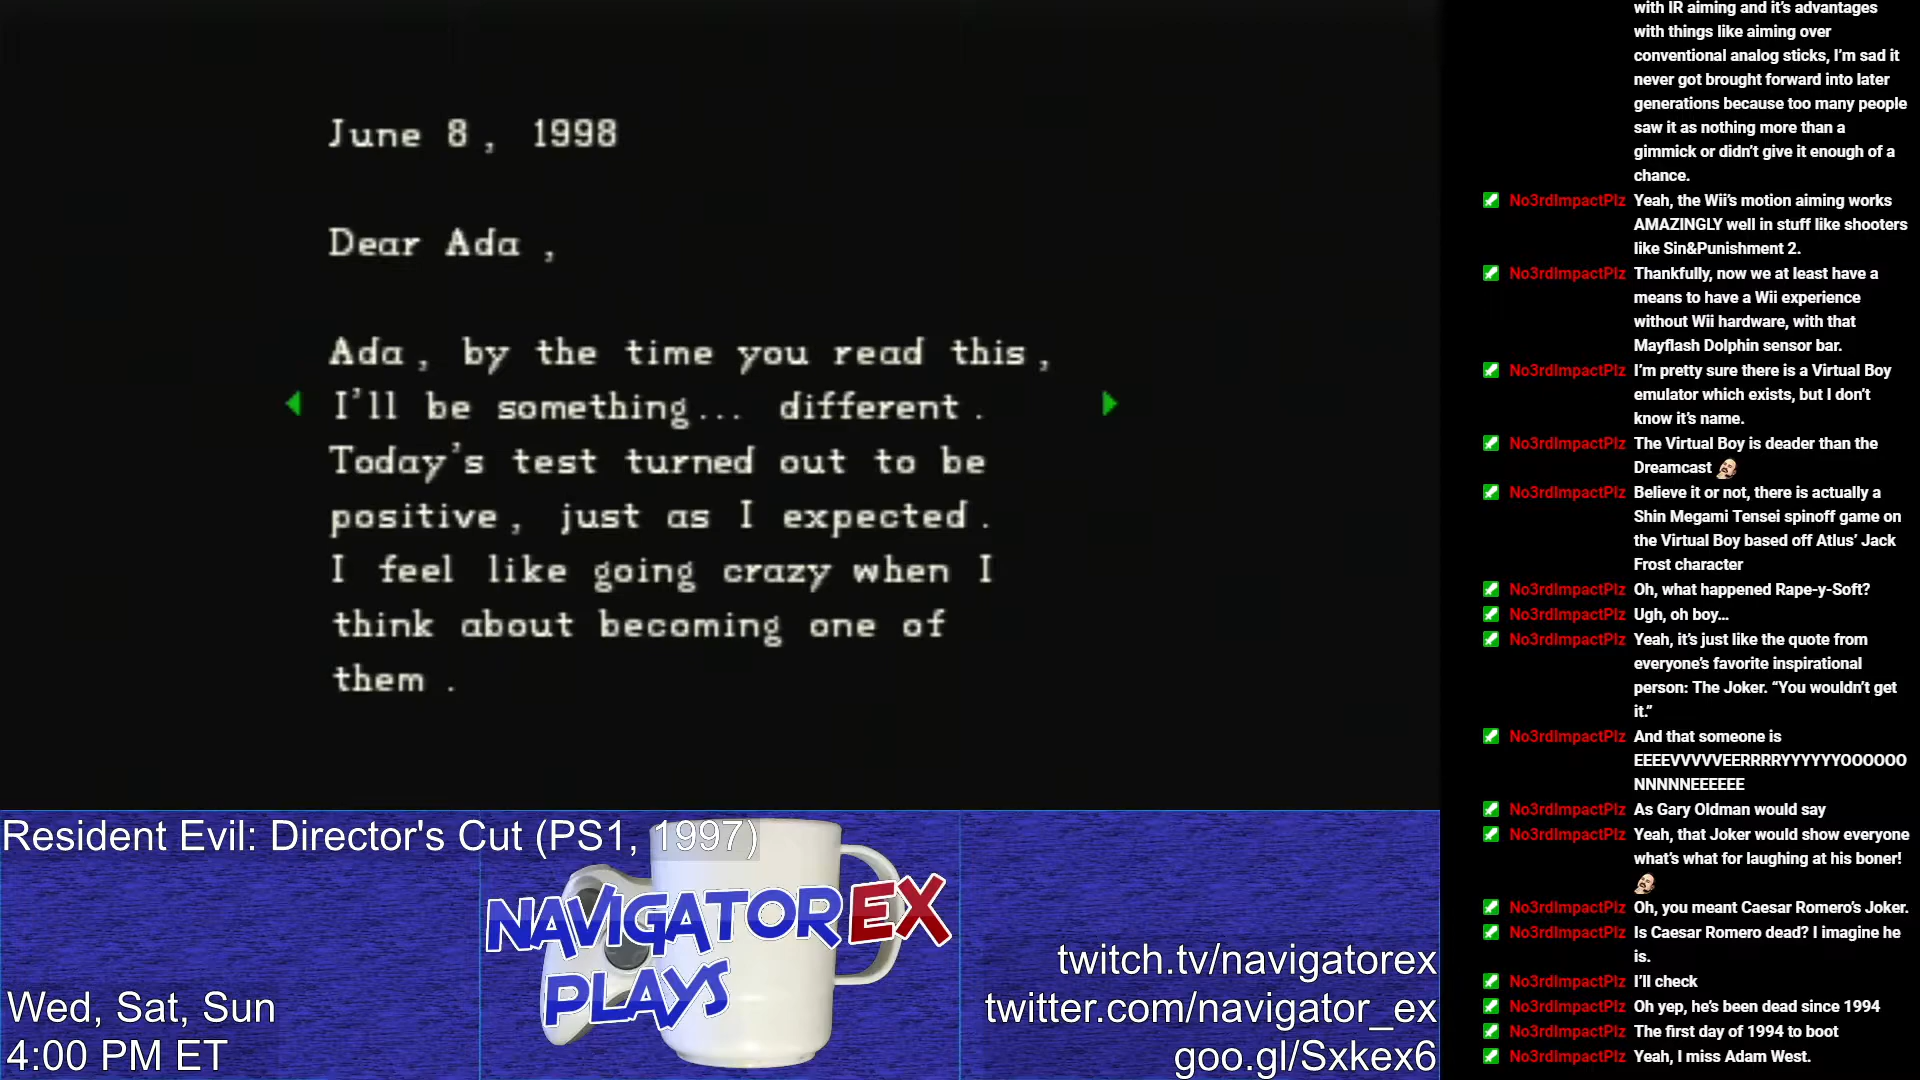 June 8, 1998
Dear Ada ,
Ada, by the time you read this,
I'll be something... different.
Today's test turned out to be
positive, just as I expected.
I feel like going crazy when I
think about becoming one of
them .
Resident Evil: Director's Cut (PS1, 1997)
NAVIGATOR EX
PLAYS
Wed, Sat, Sun
4:00 PM ET
twitch.tv/navigatorex
twitter.com/navigator_ex
goo.gl/Sxkex6
with IR aiming and it's advantages
with things like aiming over
conventional analog sticks, I'm sad it
never got brought forward into later
generations because too many people
saw it as nothing more than a
gimmick or didn't give it enough of a
chance.
No3rdImpactPlz Yeah, the Wii's motion aiming works
AMAZINGLY well in stuff like shooters
like Sin&Punishment 2.
No3rdImpactPlz Thankfully, now we at least have a
means to have a Wii experience
without Wii hardware, with that
Mayflash Dolphin sensor bar.
No3rdImpactPlz I'm pretty sure there is a Virtual Boy
emulator which exists, but I don't
know it's name.
No3rdImpactPlz The Virtual Boy is deader than the
Dreamcast
No3rdImpactPlz Believe it or not, there is actually a
Shin Megami Tensei spinoff game on
the Virtual Boy based off Atlus' Jack
Frost character
No3rdImpactPlz Oh, what happened Rape-y-Soft?
No3rdImpactPlz Ugh, oh boy...
No3rdImpactPlz Yeah, it's just like the quote from
everyone's favorite inspirational
person: The Joker. "You wouldn't get
it."
No3rdImpactPlz And that someone is
EEEEVVVVVEERRRRYYYYYYOOOOOO
NNNNNEEEEEE
No3rdImpactPlz As Gary Oldman would say
No3rdImpactPlz Yeah, that Joker would show everyone
what's what for laughing at his boner!
No3rdImpactPlz Oh, you meant Caesar Romero's Joker.
No3rdImpactPlz Is Caesar Romero dead? I imagine he
is.
No3rdImpactPlz I'll check
No3rdImpactPlz Oh yep, he's been dead since 1994
No3rdImpactPlz The first day of 1994 to boot
No3rdImpactPlz Yeah, I miss Adam West.